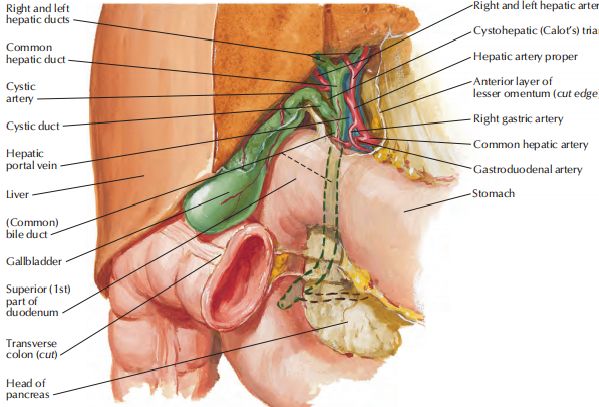 Right and left
hepatic ducts
Common
hepatic duct
Cystic
artery
Cystic duct
Hepatic
portal vein
Liver
(Common)
bile duct
Gallbladder
Superior (1st)
part of
duodenum
Transverse
colon (cut)
Head of
pancreas
Right and left hepatic arter
Cystohepatic (Calot's) tria
Hepatic artery proper
Anterior layer of
lesser omentum (cut edge)
Right gastric artery
Common hepatic artery
Gastroduodenal artery
Stomach